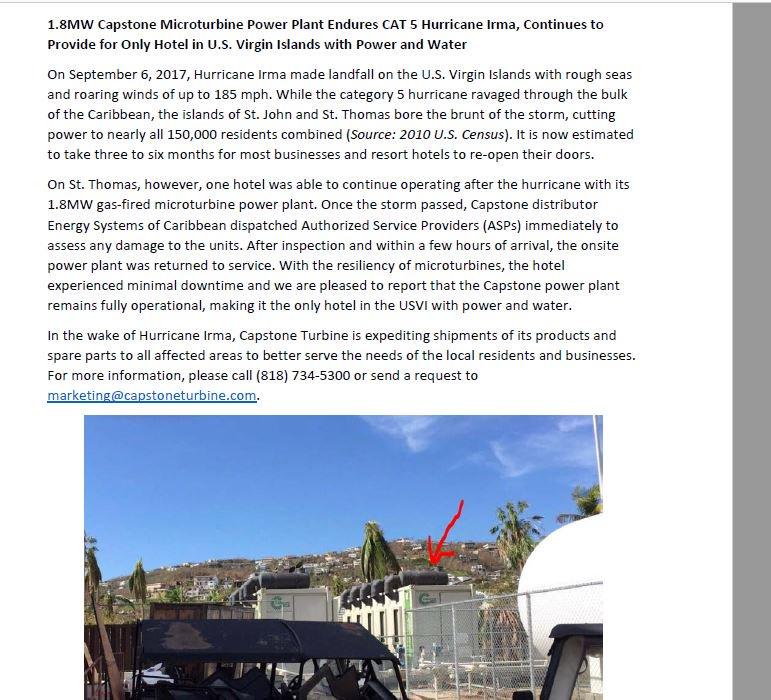 1.8MW Capstone Microturbine Power Plant Endures CAT 5 Hurricane Irma, Continues to
Provide for Only Hotel in U.S. Virgin Islands with Power and Water
On September 6, 2017, Hurricane Irma made landfall on the U.S. Virgin Islands with rough seas
and roaring winds of up to 185 mph. While the category 5 hurricane ravaged through the bulk
of the Caribbean, the islands of St. John and St. Thomas bore the brunt of the storm, cutting
power to nearly all 150,000 residents combined (Source: 2010 U.S. Census). It is now estimated
to take three to six months for most businesses and resort hotels to re-open their doors.
On St. Thomas, however, one hotel was able to continue operating after the hurricane with its
1.8MW gas-fired microturbine power plant. Once the storm passed, Capstone distributor
Energy Systems of Caribbean dispatched Authorized Service Providers (ASPs) immediately to
assess any damage to the units. After inspection and within a few hours of arrival, the onsite
power plant was returned to service. With the resiliency of microturbines, the hotel
experienced minimal downtime and we are pleased to report that the Capstone power plant
remains fully operational, making it the only hotel in the USVI with power and water.
In the wake of Hurricane Irma, Capstone Turbine is expediting shipments of its products and
spare parts to all affected areas to better serve the needs of the local residents and businesses.
For more information, please call (818) 734-5300 or send a request to
marketing@capstoneturbine.com.